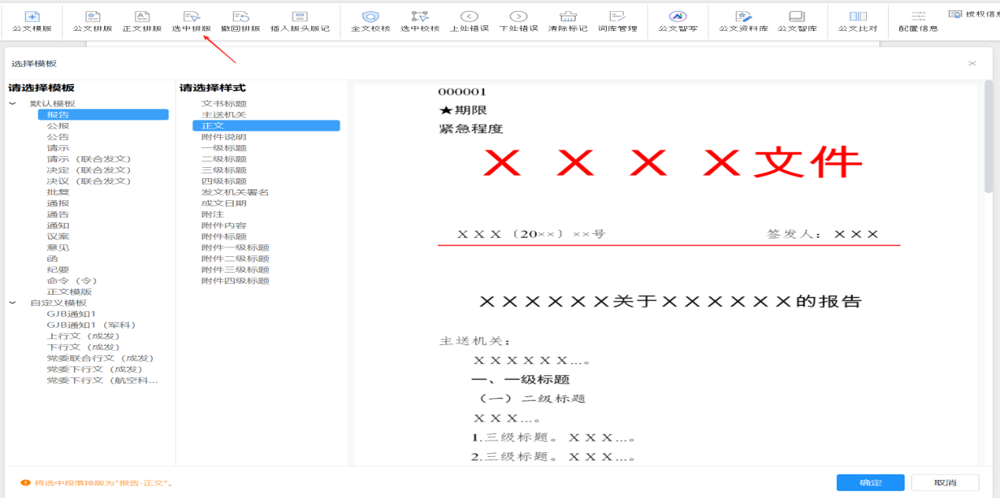 公文模版 公文排版 正文排版 选中排版 撤回排版 插入版头版记 全文校核 选中校核 上处错误 下处错误 清除标记 词库管理 公文智写 公文资料库 公文智库 公文比对 配置信息 授权信息
选择模板
请选择模板
默认模板
报告
公报
公告
请示
请示（联合发文）
决定（联合发文）
决议（联合发文）
批复
通报
通告
通知
议案
意见
函
纪要
命令（令）
正文模版
自定义模板
GJB通知1
GJB通知1（军科）
上行文（成发）
下行文（成发）
党委联合行文（成发）
党委下行文（成发）
党委下行文（航空科...
请选择样式
文书标题
主送机关
正文
附件说明
一级标题
二级标题
三级标题
四级标题
发文机关署名
成文日期
附注
附件内容
附件标题
附件一级标题
附件二级标题
附件三级标题
附件四级标题
000001
★期限
紧急程度
××××文件
XXX〔20××〕××号 签发人：XXX
XXXXXX关于XXXXXX的报告
主送机关：
XXXXXX…。
一、一级标题
（一）二级标题
XXX…。
1.三级标题。XXX…。
2.三级标题。XXX…。
将选中段落排版为"报告-正文"。
确定 取消